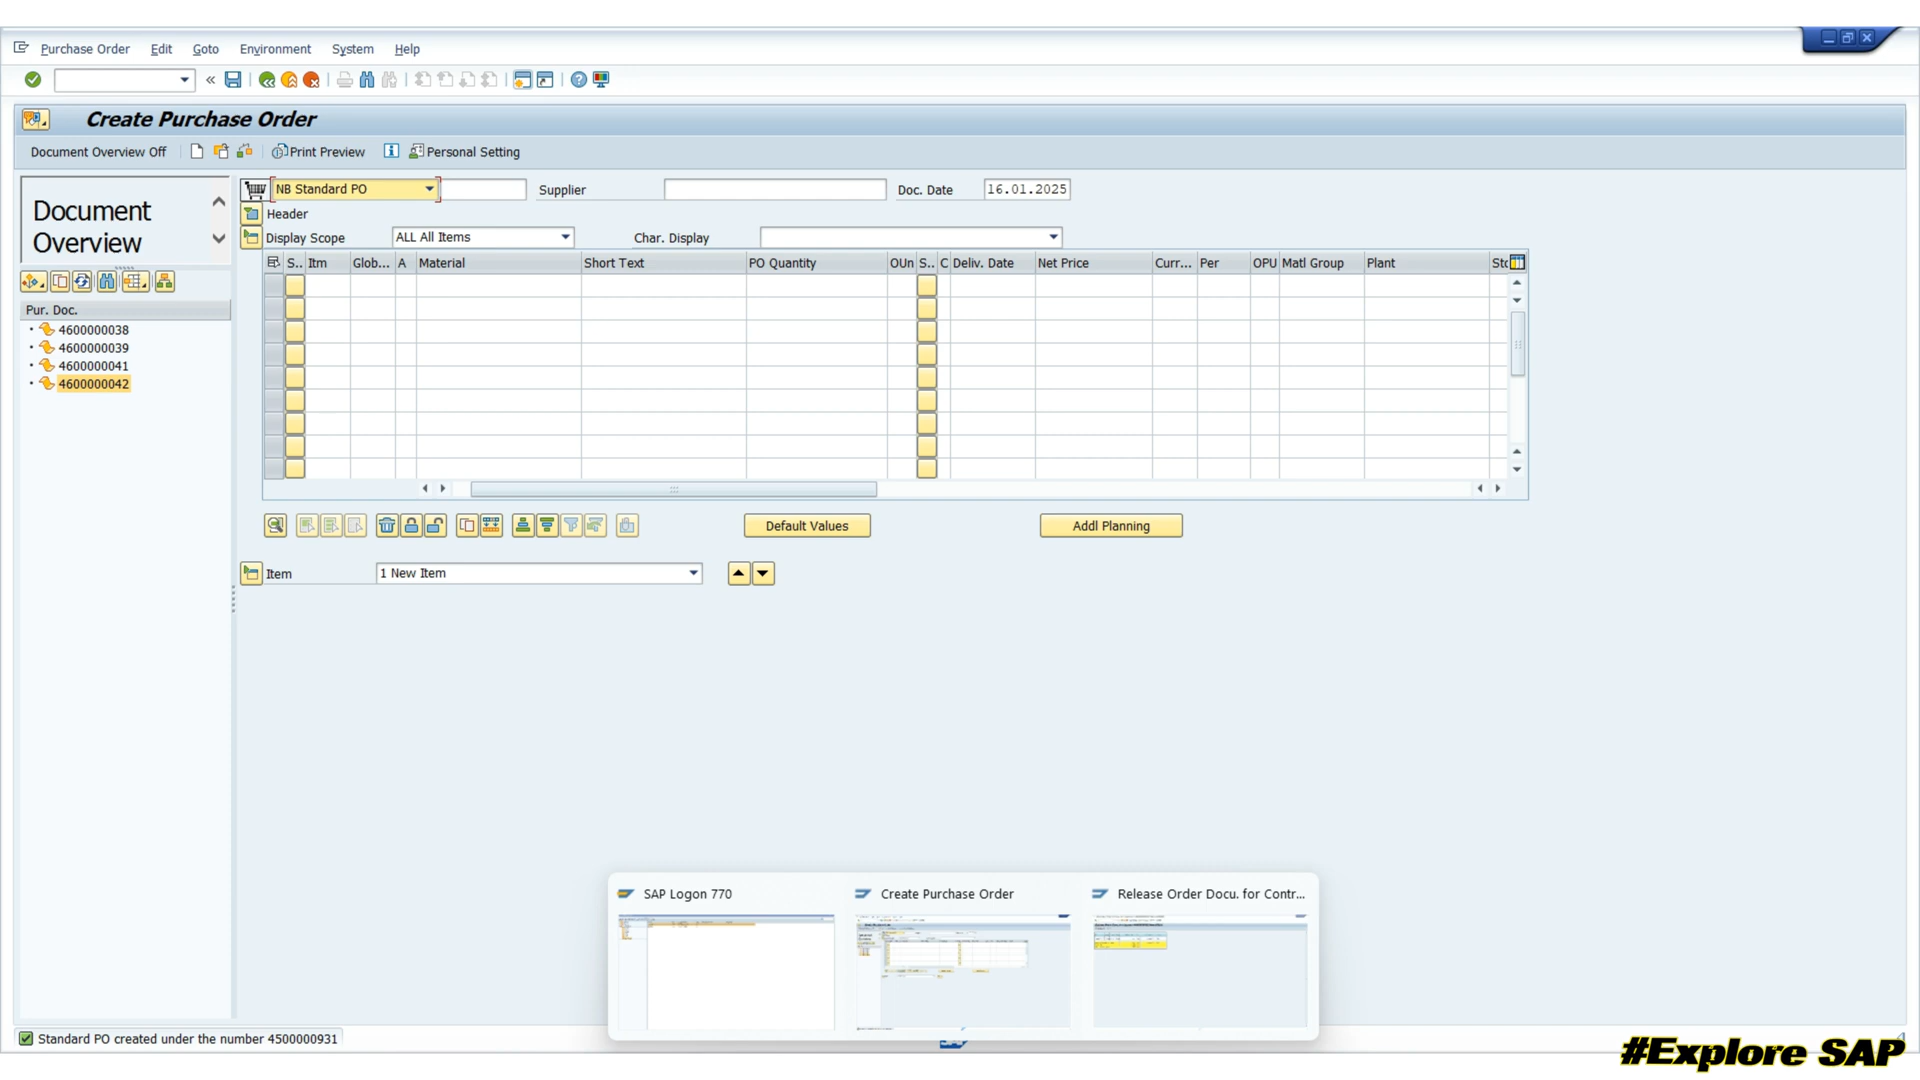 Purchase Order Edit Goto Environment System Help
Create Purchase Order
Document Overview Off Print Preview Personal Setting
Document
Overview
NB Standard PO Supplier Doc. Date 16.01.2025
Header
Display Scope ALL All Items Char. Display
S.. Itm Glob... A Material Short Text PO Quantity OUn S.. C Deliv. Date Net Price Curr... Per OPU Matl Group Plant Stc
Pur. Doc.
4600000038
4600000039
4600000041
4600000042
Default Values Addl Planning
Item 1 New Item
SAP Logon 770 Create Purchase Order Release Order Docu. for Contr...
Standard PO created under the number 4500000931
#Explore SAP